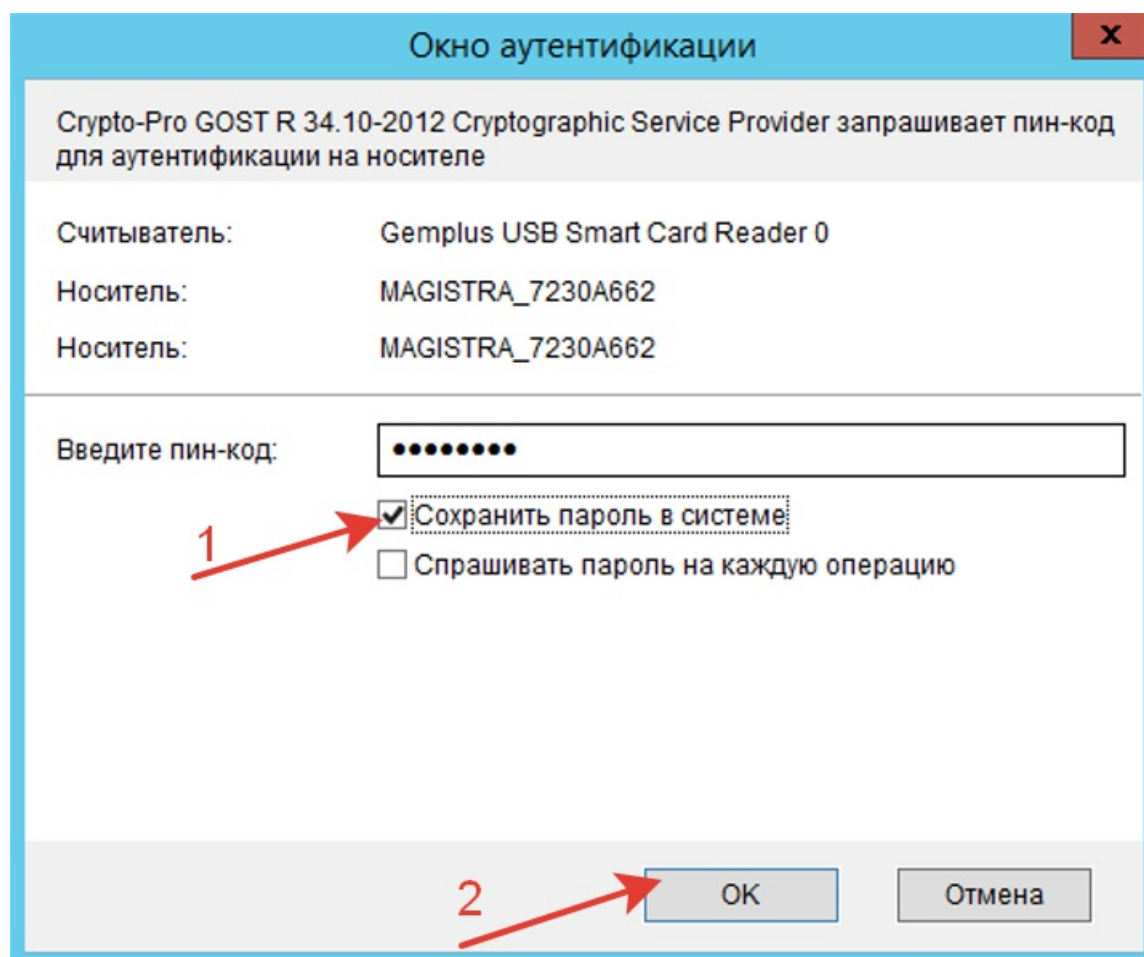 Окно аутентификации
x
Crypto-Pro GOST R 34.10-2012 Cryptographic Service Provider запрашивает пин-код
для аутентификации на носителе
Считыватель: Gemplus USB Smart Card Reader 0
Носитель: MAGISTRA_7230A662
Носитель: MAGISTRA_7230A662
Введите пин-код: ••••••••
1 Сохранить пароль в системе
Спрашивать пароль на каждую операцию
2 OK Отмена